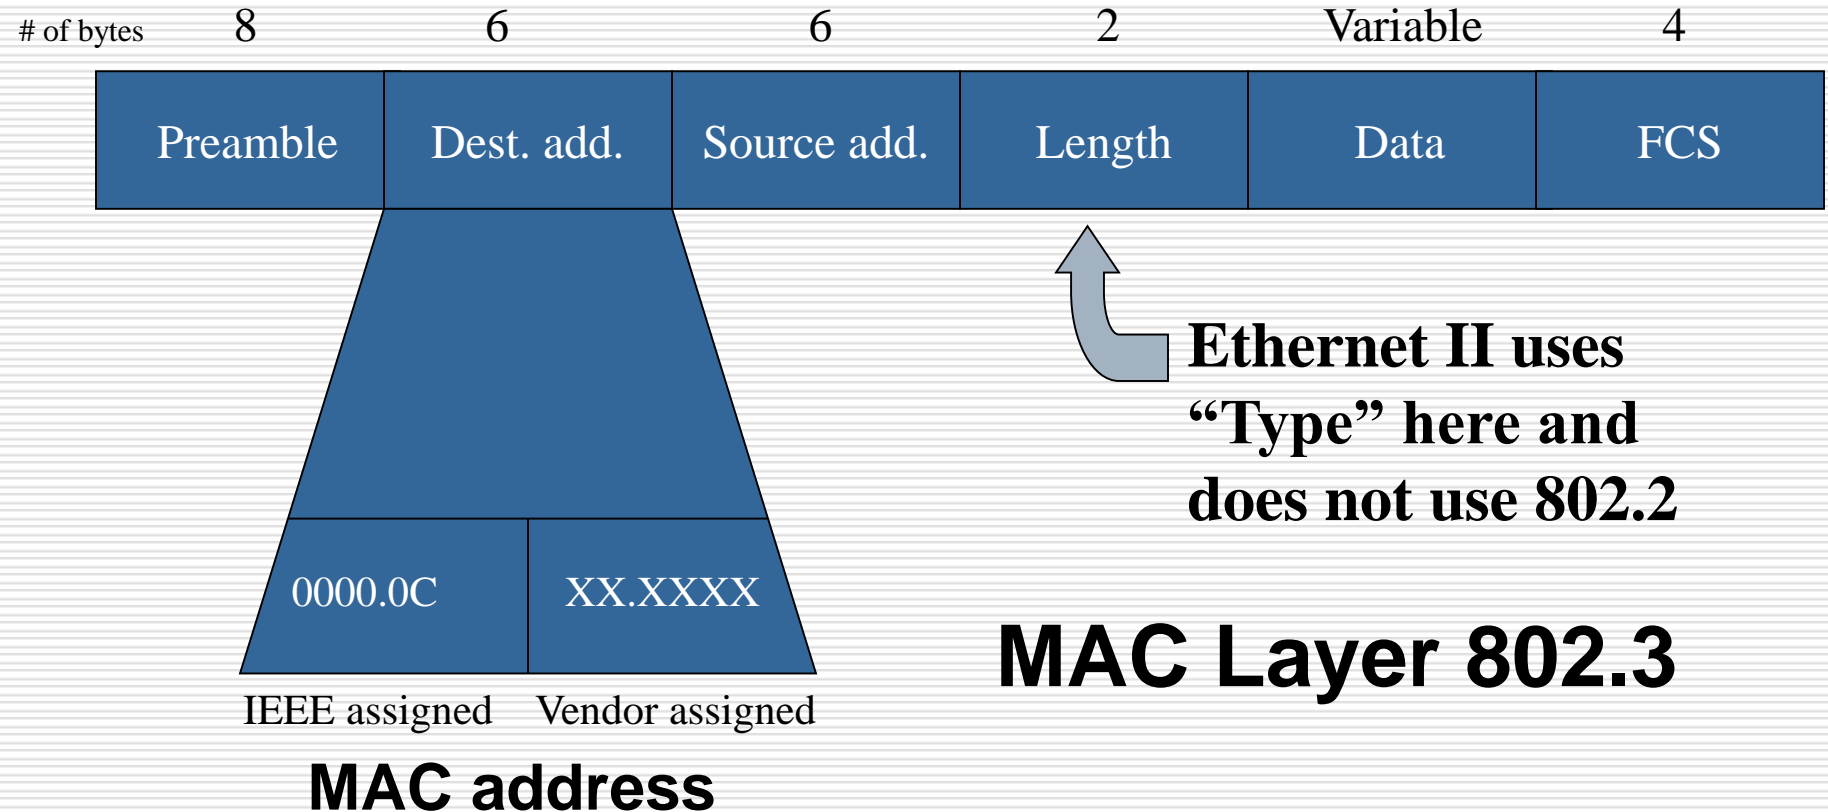 # of bytes 8 6 6 2 Variable 4
Preamble Dest. add. Source add. Length Data FCS
Ethernet II uses
“Type” here and
does not use 802.2
0000.0C XX.XXXX
MAC Layer 802.3
IEEE assigned Vendor assigned
MAC address